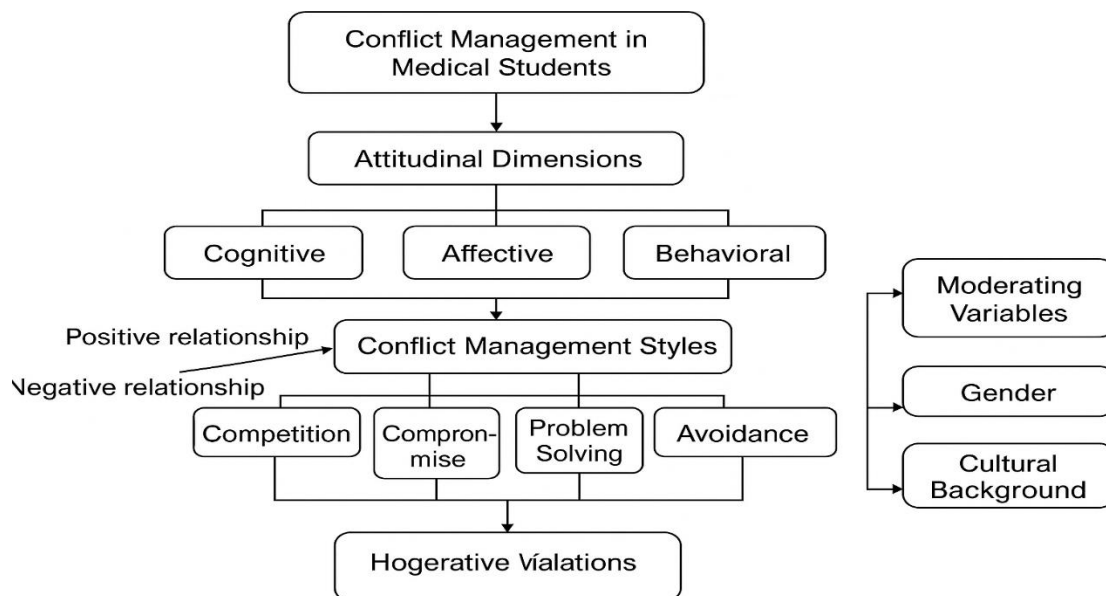 Conflict Management in
Medical Students
Attitudinal Dimensions
Cognitive
Affective
Behavioral
Positive relationship
Negative relationship
Conflict Management Styles
Competition
Compron-
mise
Problem
Solving
Avoidance
Hogerative Víalations
Moderating
Variables
Gender
Cultural
Background